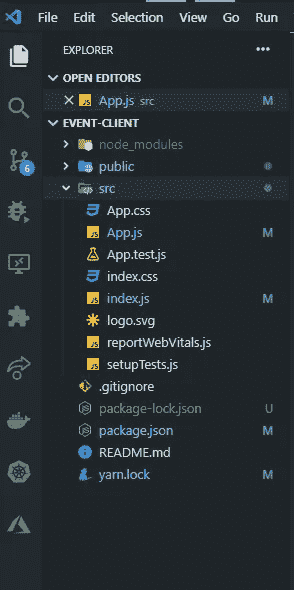 File Edit Selection View Go Run
EXPLORER
OPEN EDITORS
App.js src M
EVENT-CLIENT
node_modules
public
src
App.css
JS App.js M
App.test.js
index.css
JS index.js M
logo.svg
JS reportWebVitals.js
JS setupTests.js
.gitignore
package-lock.json U
package.json M
README.md
yarn.lock M
6